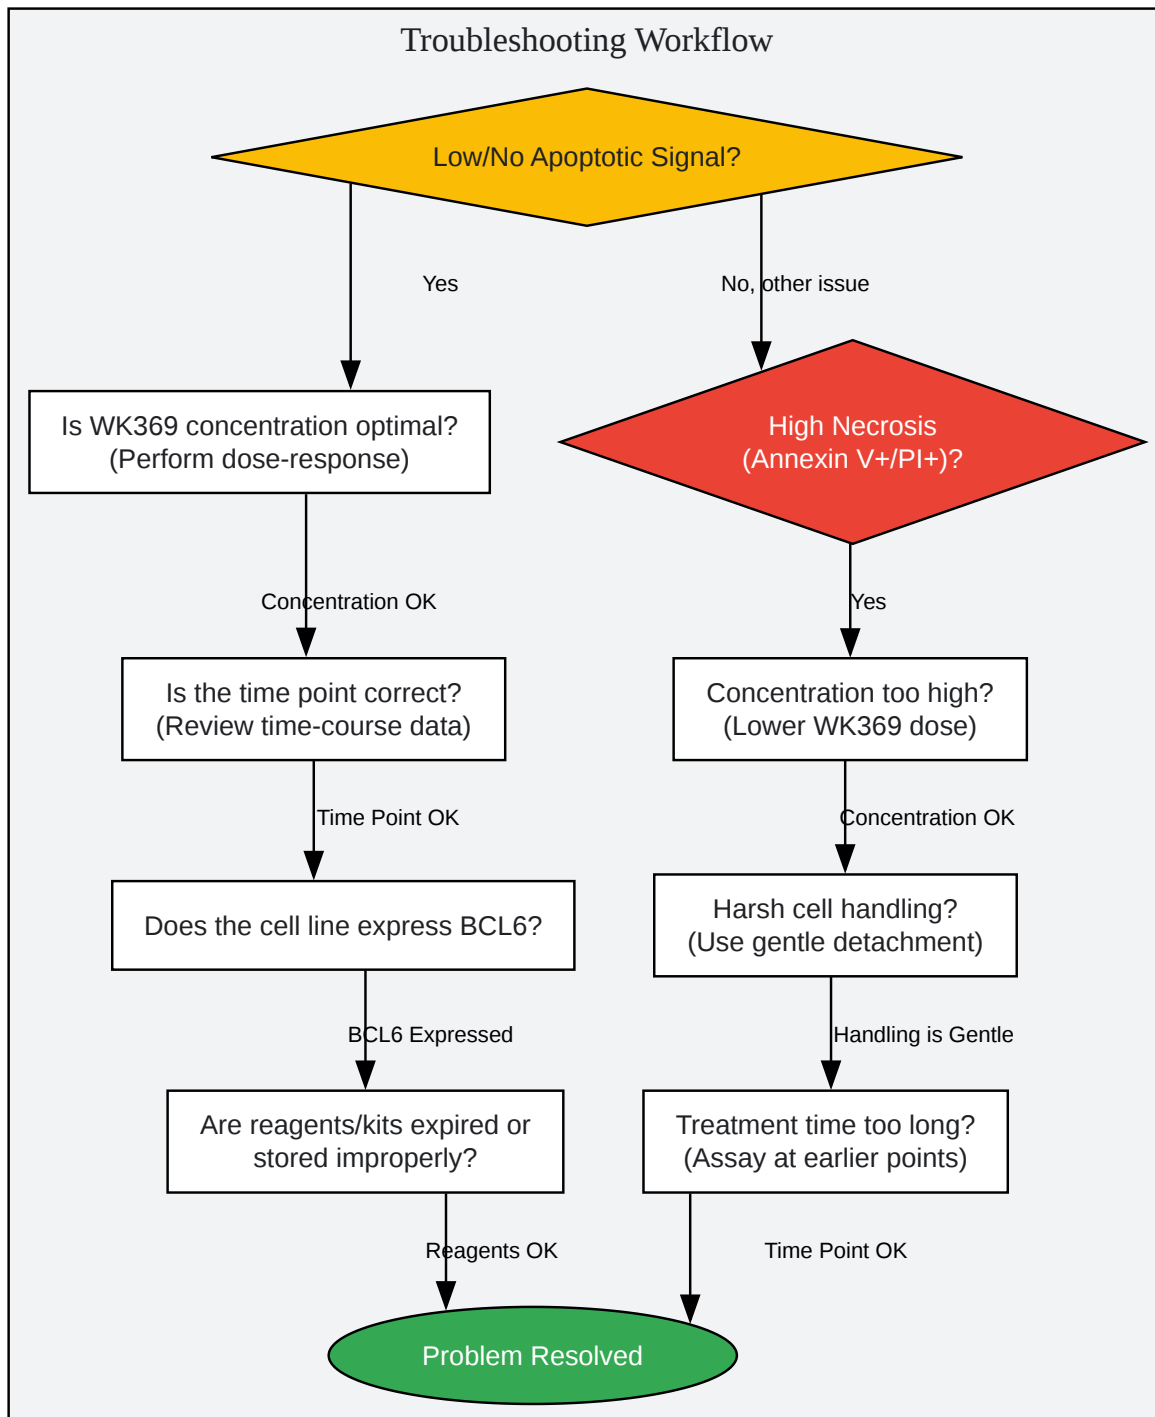 Troubleshooting Workflow
Low/No Apoptotic Signal?
Yes
No, other issue
Is WK369 concentration optimal?
(Perform dose-response)
High Necrosis
(Annexin V+/PI+)?
Concentration OK
Yes
Is the time point correct?
(Review time-course data)
Concentration too high?
(Lower WK369 dose)
Time Point OK
Concentration OK
Does the cell line express BCL6?
Harsh cell handling?
(Use gentle detachment)
BCL6 Expressed
Handling is Gentle
Are reagents/kits expired or
stored improperly?
Treatment time too long?
(Assay at earlier points)
Reagents OK
Time Point OK
Problem Resolved